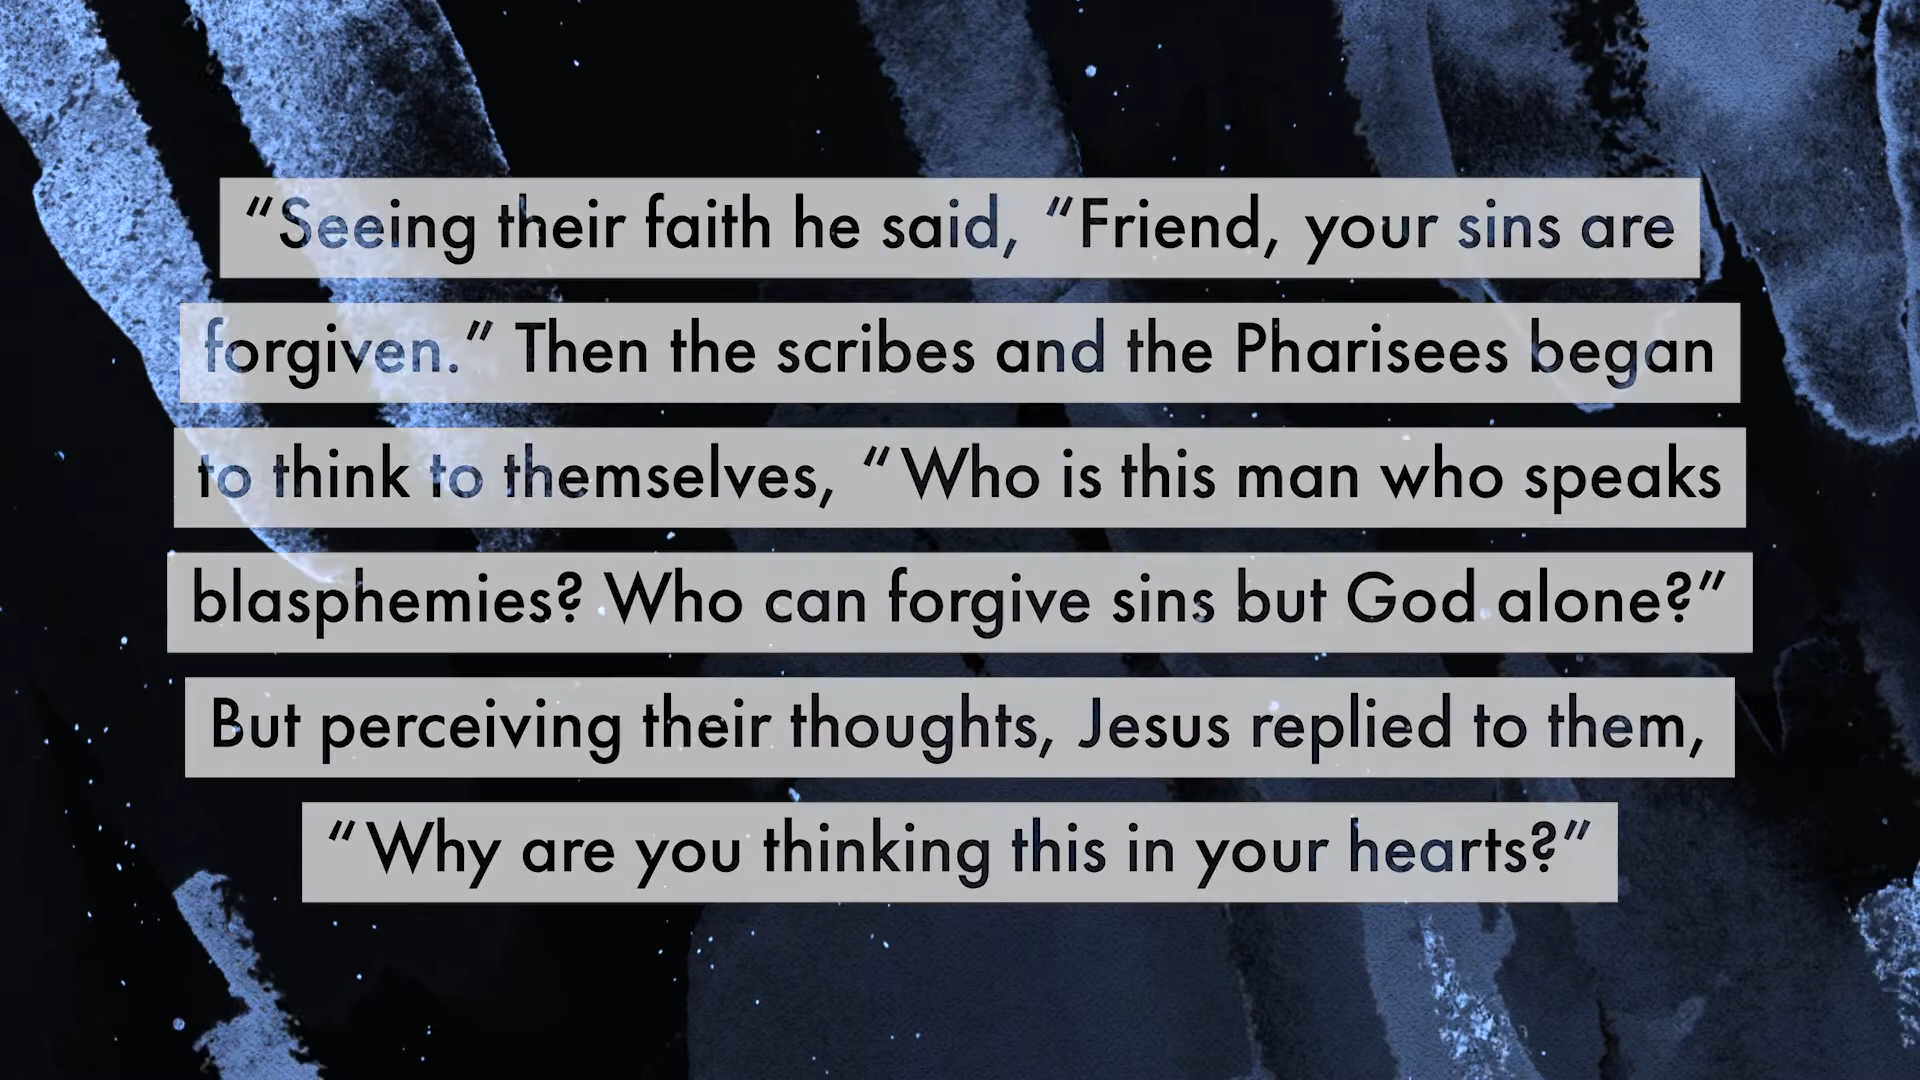 “Seeing their faith he said, “Friend, your sins are
forgiven.” Then the scribes and the Pharisees began
to think to themselves, “Who is this man who speaks
blasphemies? Who can forgive sins but God alone?”
But perceiving their thoughts, Jesus replied to them,
“Why are you thinking this in your hearts?”